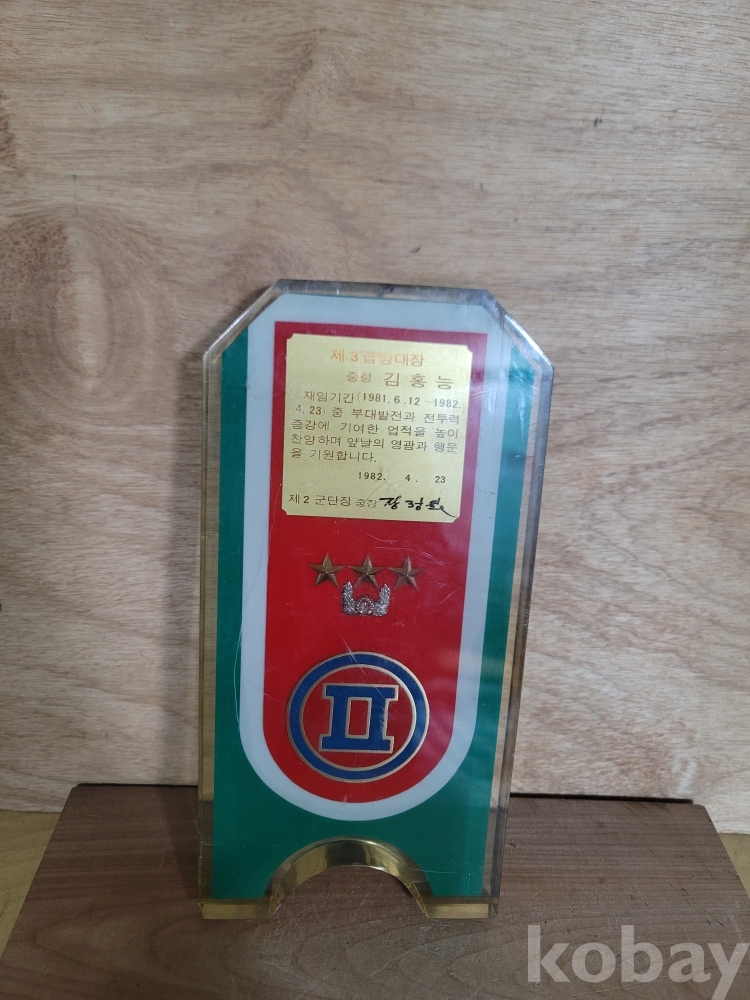 제 3 급양대장
중령 김 홍 능
재임기간 (1981. 6. 12 ~ 1982.
4. 23) 중 부대발전과 전투력
증강에 기여한 업적을 높이
찬양하며 앞날의 영광과 행운
을 기원합니다.
1982. 4. 23
제 2 군단장 중장
II
kobay